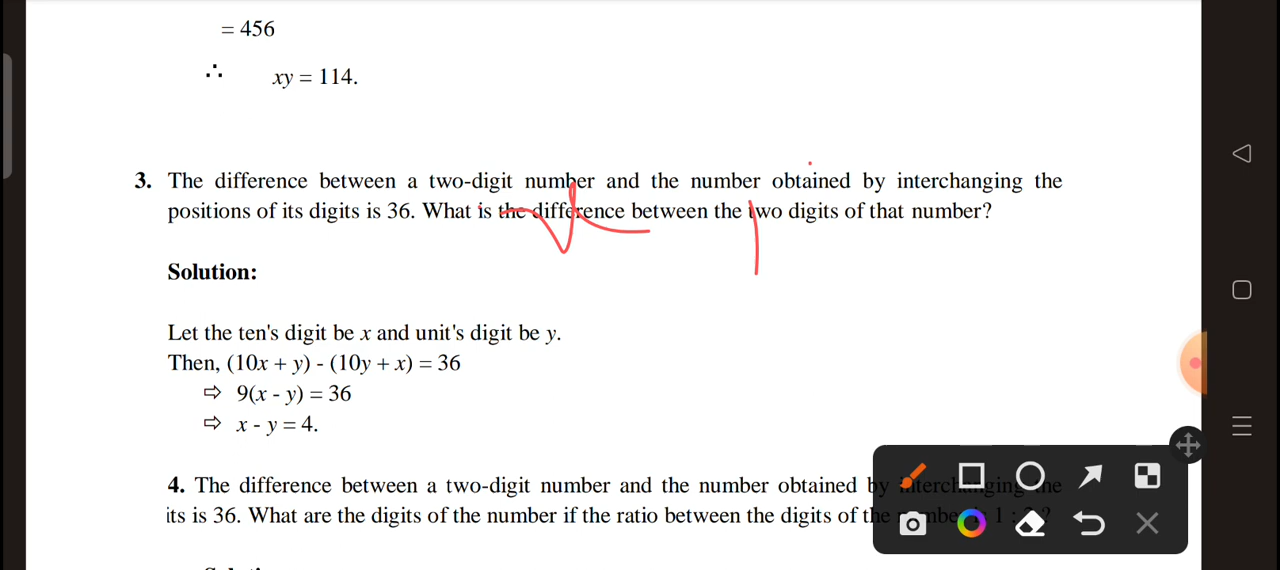 = 456
∴ xy = 114.
3. The difference between a two-digit number and the number obtained by interchanging the
positions of its digits is 36. What is the difference between the two digits of that number?
Solution:
Let the ten's digit be x and unit's digit be y.
Then, (10x + y) - (10y + x) = 36
⇨ 9(x - y) = 36
⇨ x - y = 4.
4. The difference between a two-digit number and the number obtained by interchanging the
its is 36. What are the digits of the number if the ratio between the digits of the number